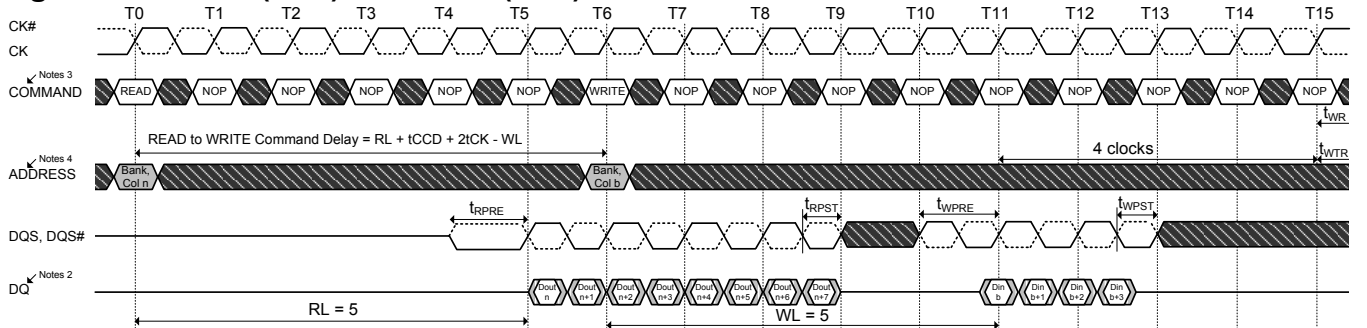 T0 T1 T2 T3 T4 T5 T6 T7 T8 T9 T10 T11 T12 T13 T14 T15
CK#
CK
Notes 3
COMMAND READ NOP NOP NOP NOP NOP WRITE NOP NOP NOP NOP NOP NOP NOP NOP NOP
tWR
READ to WRITE Command Delay = RL + tCCD + 2tCK - WL
4 clocks
tWTR
Notes 4
ADDRESS Bank, Col n Bank, Col b
tRPRE tRPST tWPRE tWPST
DQS, DQS#
Notes 2
DQ Dout n Dout n+1 Dout n+2 Dout n+3 Dout n+4 Dout n+5 Dout n+6 Dout n+7 Din b Din b+1 Din b+2 Din b+3
RL = 5 WL = 5